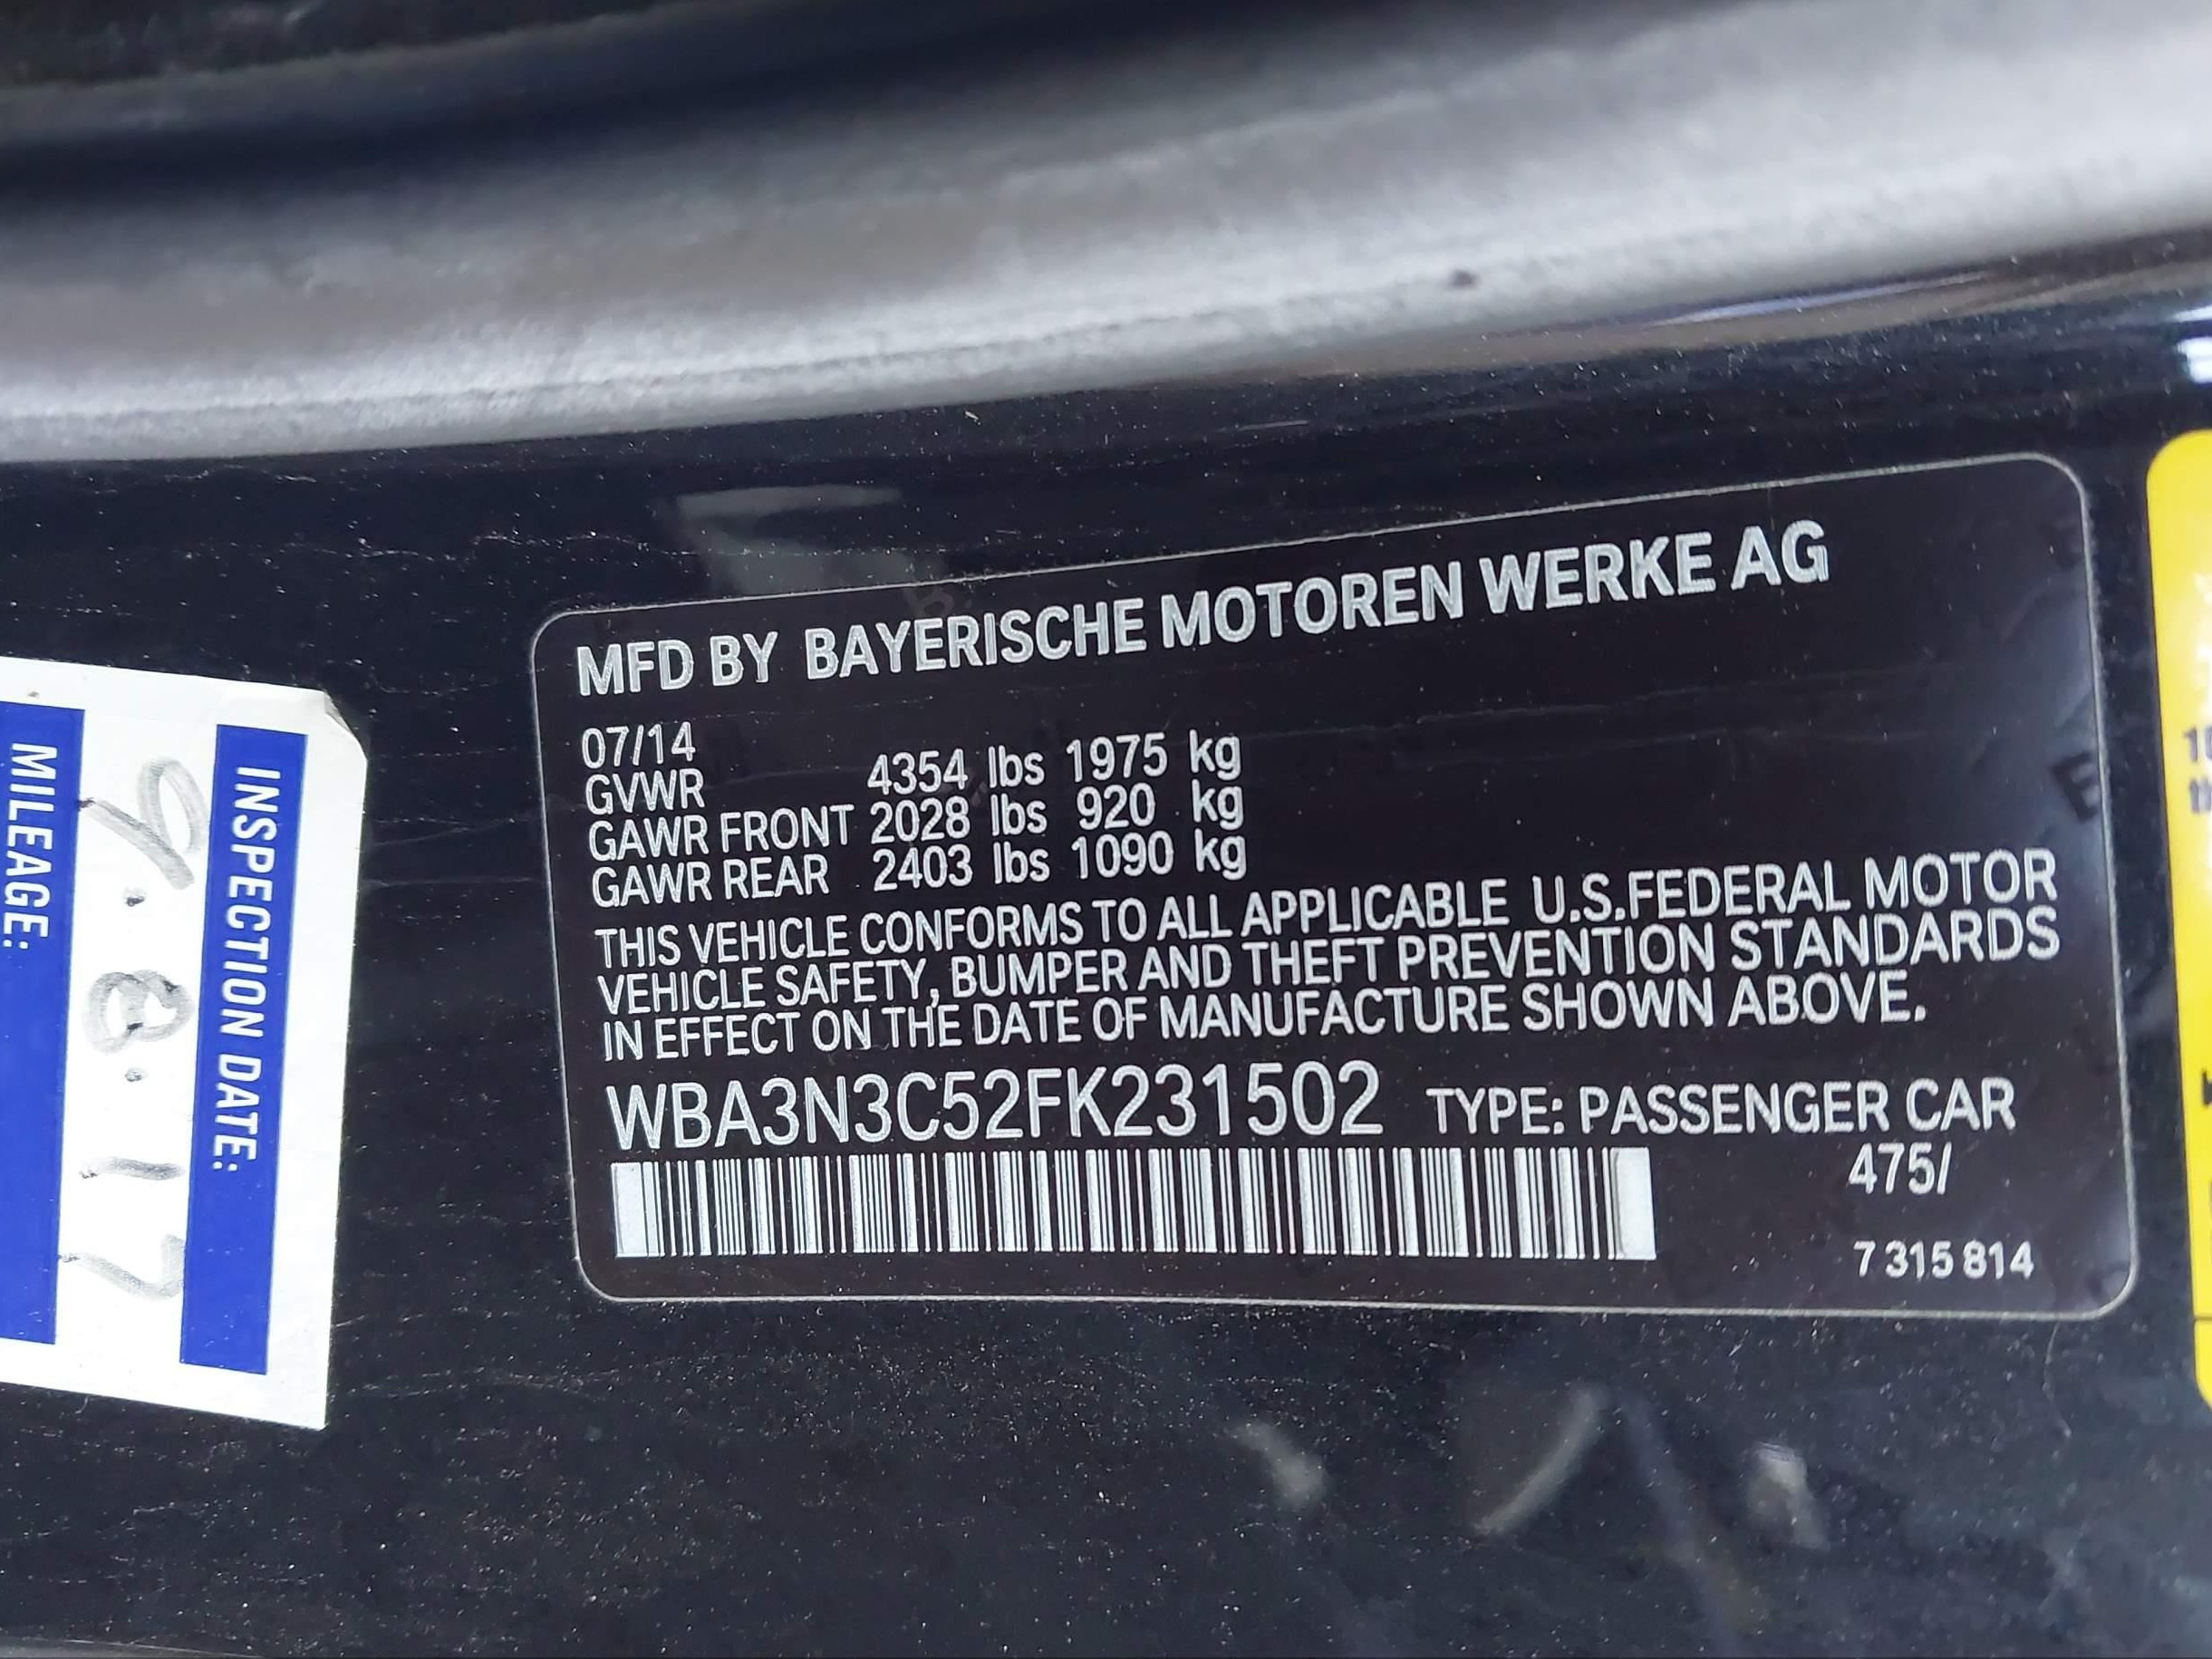 MFD BY BAYERISCHE MOTOREN WERKE AG
07/14
GVWR 4354 lbs 1975 kg
GAWR FRONT 2028 lbs 920 kg
GAWR REAR 2403 lbs 1090 kg
THIS VEHICLE CONFORMS TO ALL APPLICABLE U.S.FEDERAL MOTOR
VEHICLE SAFETY, BUMPER AND THEFT PREVENTION STANDARDS
IN EFFECT ON THE DATE OF MANUFACTURE SHOWN ABOVE.
WBA3N3C52FK231502 TYPE: PASSENGER CAR
475/
7 315 814
INSPECTION DATE:
9.8.17
MILEAGE: